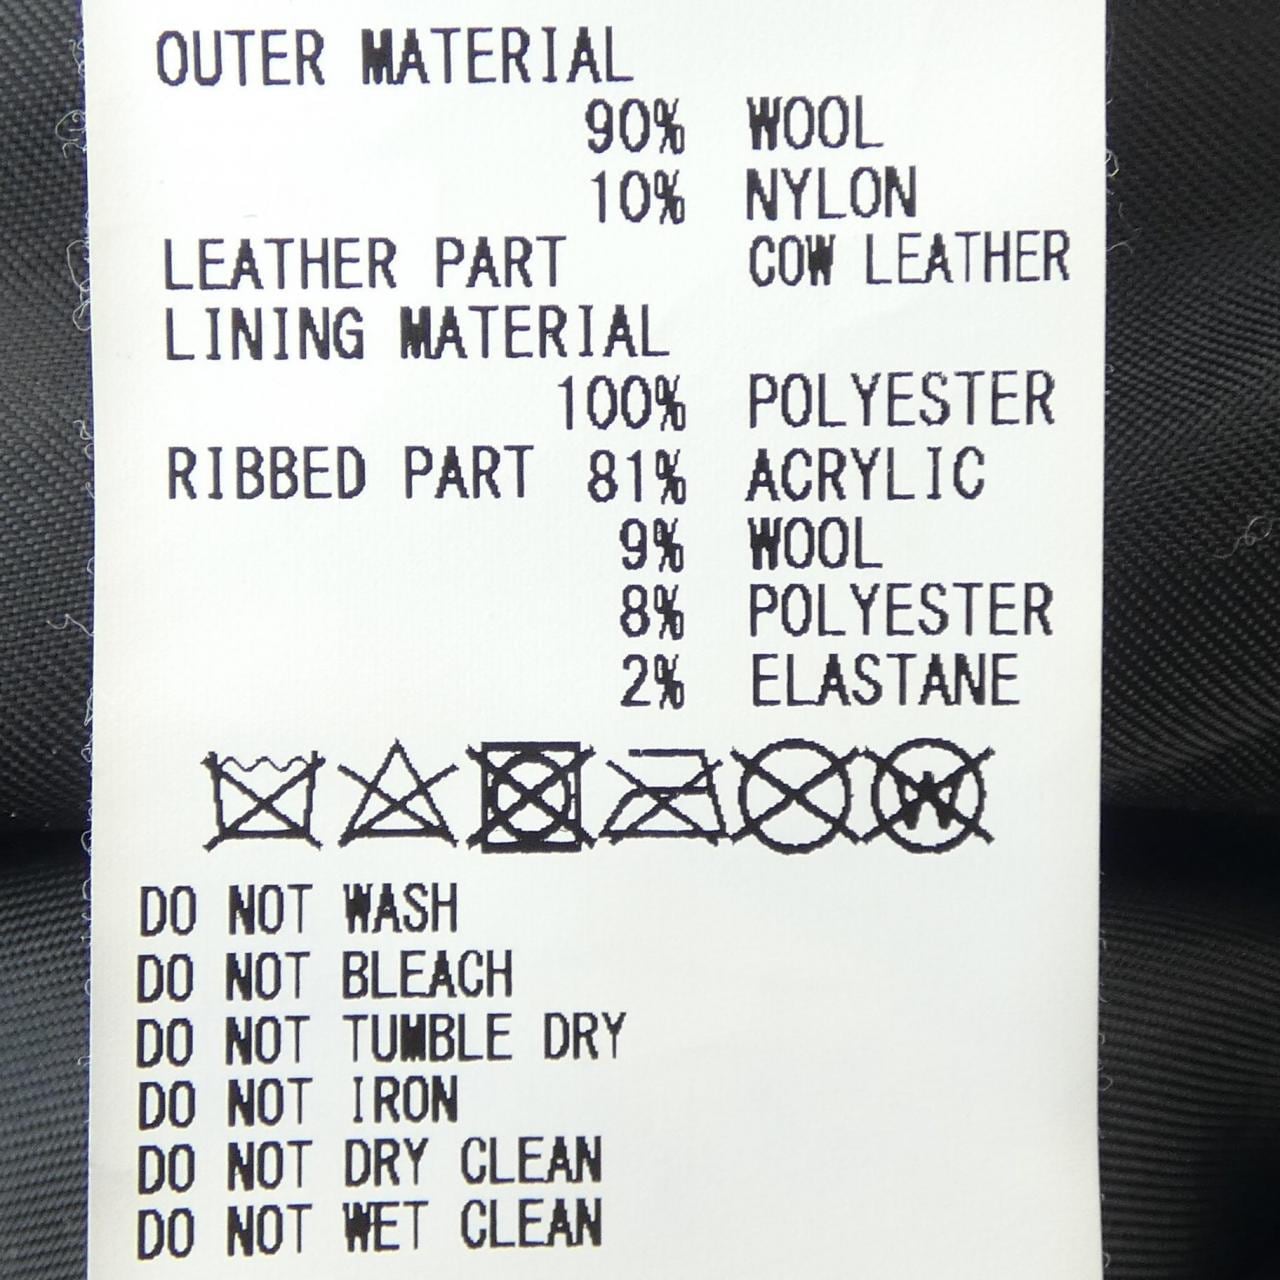 OUTER MATERIAL
90% WOOL
10% NYLON
LEATHER PART COW LEATHER
LINING MATERIAL
100% POLYESTER
RIBBED PART 81% ACRYLIC
9% WOOL
8% POLYESTER
2% ELASTANE
W
DO NOT WASH
DO NOT BLEACH
DO NOT TUMBLE DRY
DO NOT IRON
DO NOT DRY CLEAN
DO NOT WET CLEAN